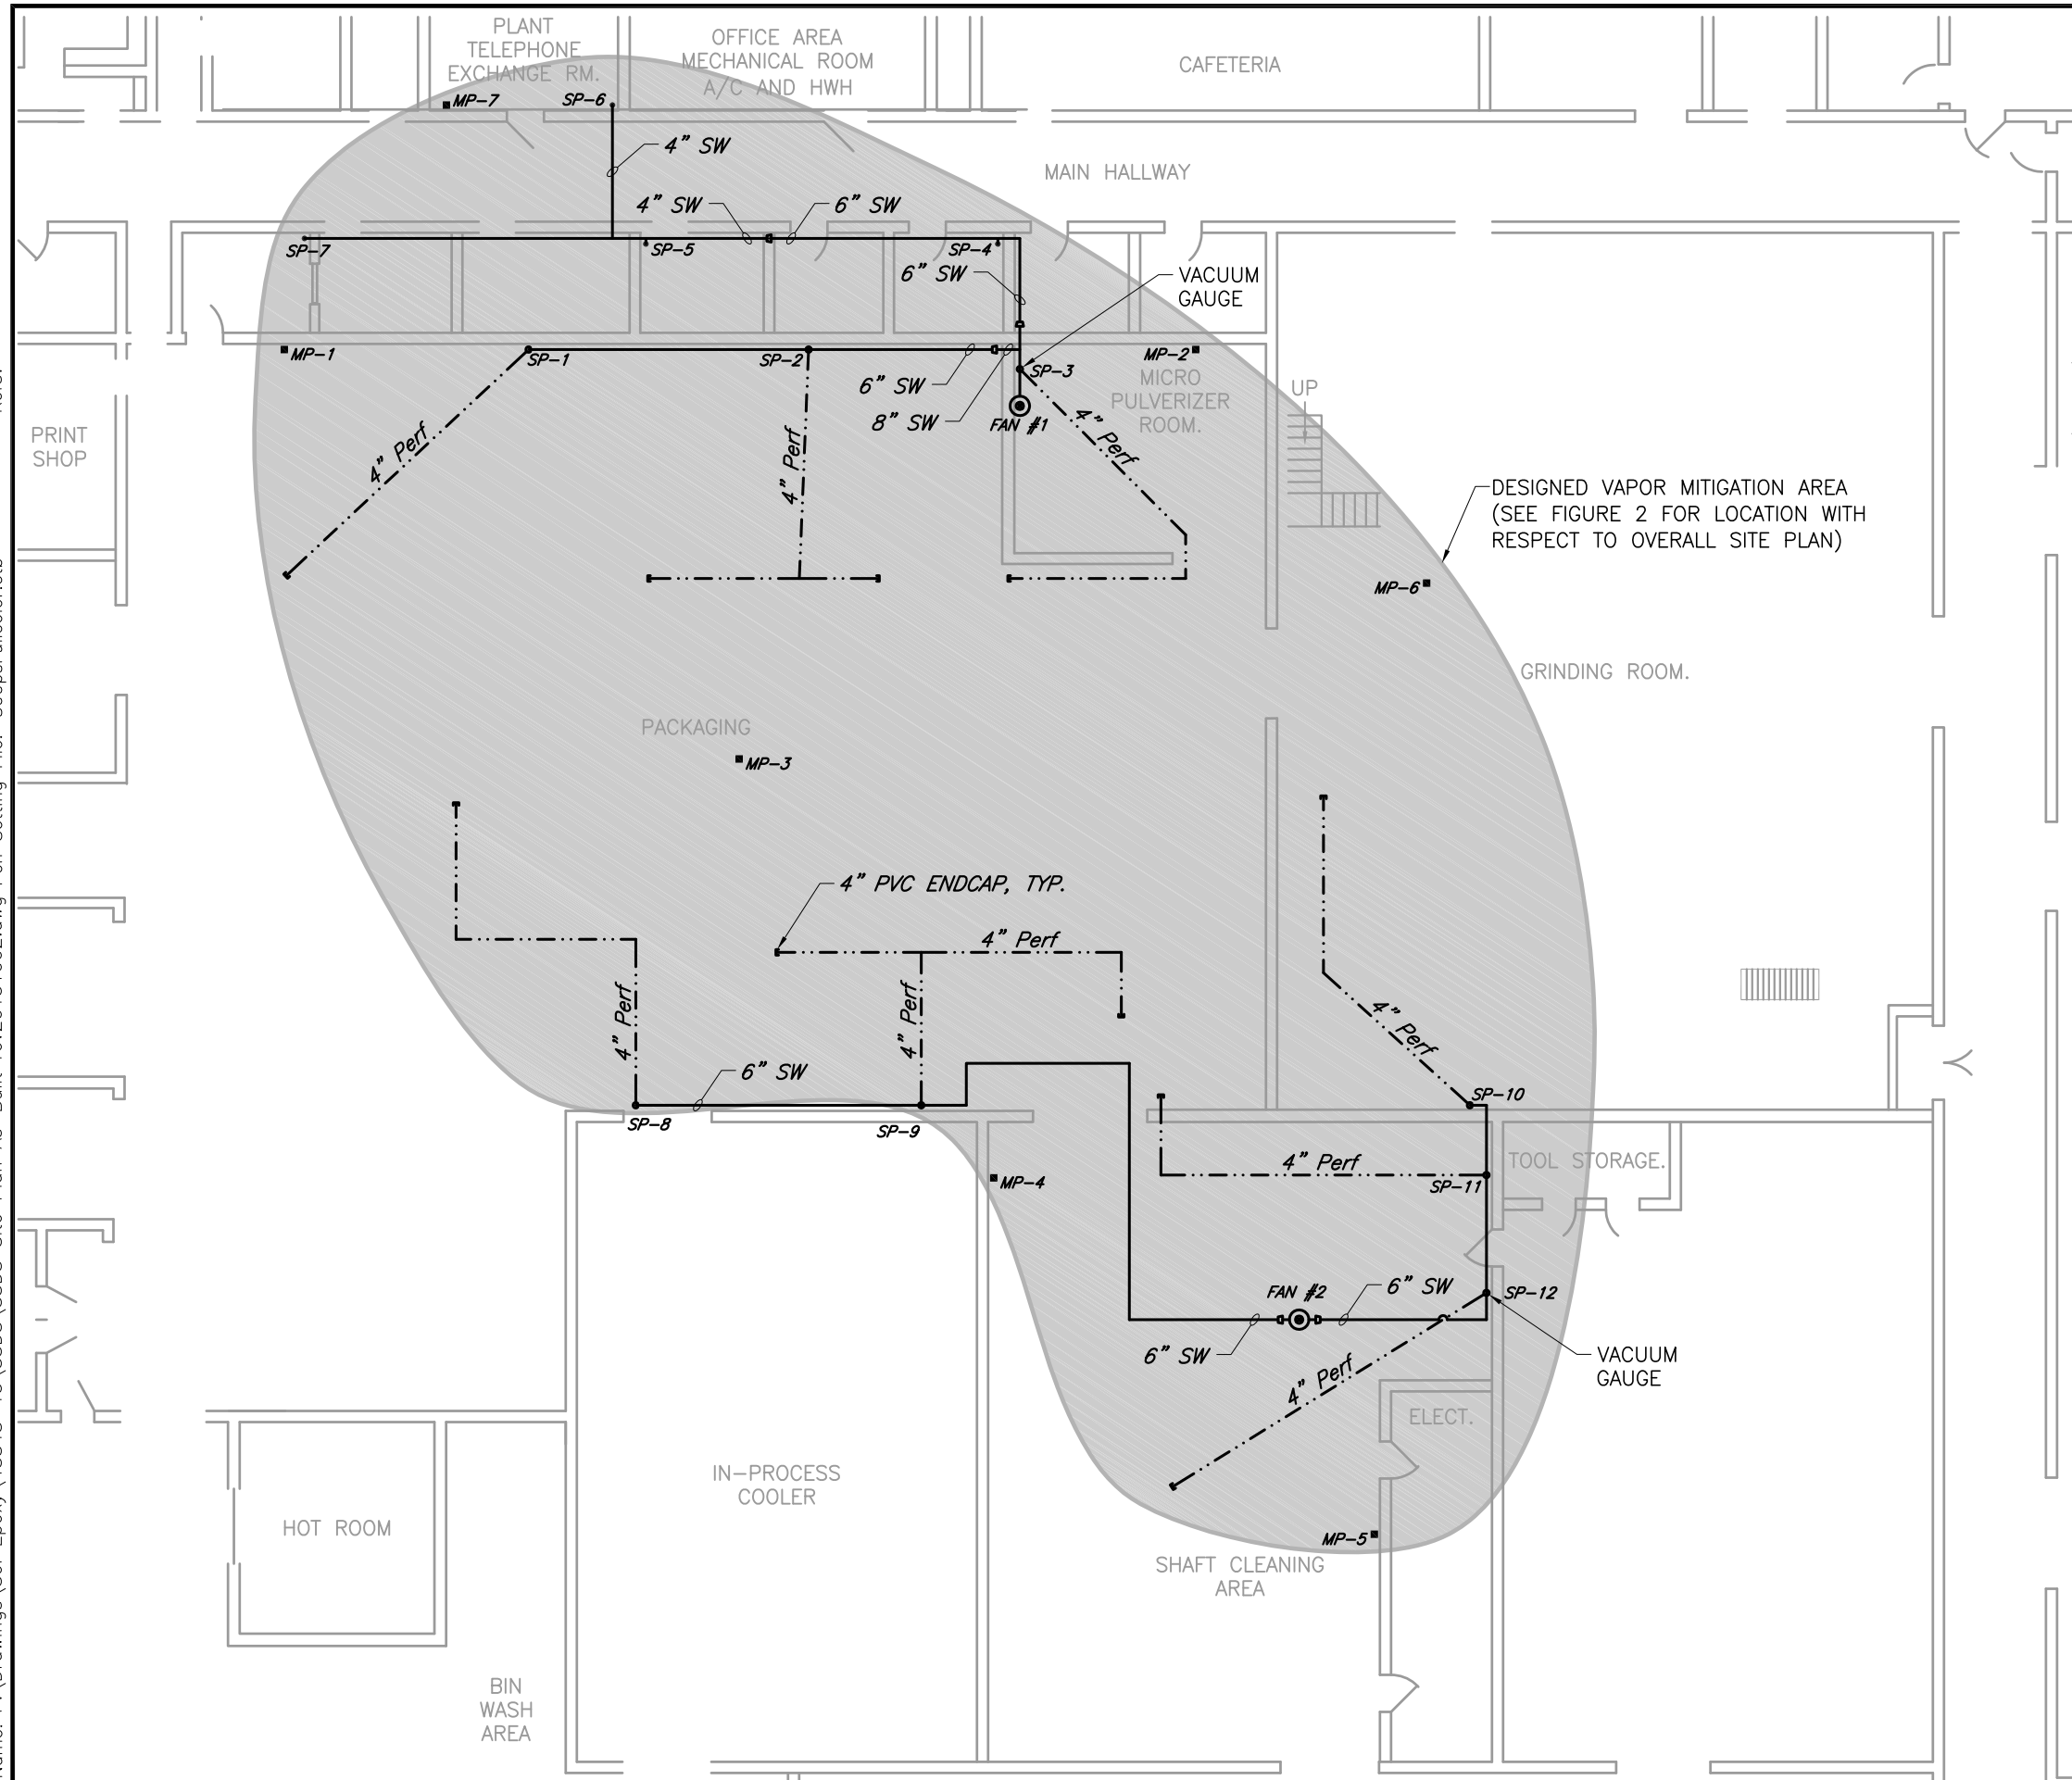 PLANT
TELEPHONE
EXCHANGE RM.
OFFICE AREA
MECHANICAL ROOM
A/C AND HWH
CAFETERIA
MP-7
SP-6
4" SW
MAIN HALLWAY
4" SW
6" SW
SP-7
SP-5
SP-4
6" SW
VACUUM
GAUGE
MP-1
SP-1
SP-2
MP-2
SP-3
6" SW
8" SW
FAN #1
MICRO
PULVERIZER
ROOM.
UP
PRINT
SHOP
4" Perf
4" Perf
4" Perf
DESIGNED VAPOR MITIGATION AREA
(SEE FIGURE 2 FOR LOCATION WITH
RESPECT TO OVERALL SITE PLAN)
MP-6
GRINDING ROOM.
PACKAGING
MP-3
4" PVC ENDCAP, TYP.
4" Perf
4" Perf
4" Perf
4" Perf
6" SW
SP-8
SP-9
SP-10
MP-4
4" Perf
SP-11
TOOL STORAGE.
FAN #2
6" SW
SP-12
6" SW
VACUUM
GAUGE
4" Perf
ELECT.
IN-PROCESS
COOLER
HOT ROOM
MP-5
SHAFT CLEANING
AREA
BIN
WASH
AREA